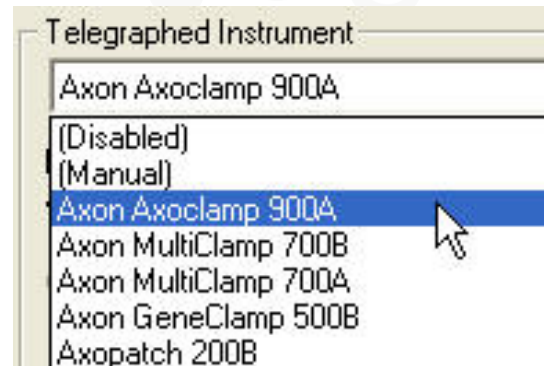 Telegraphed Instrument
Axon Axoclamp 900A
(Disabled)
(Manual)
Axon Axoclamp 900A
Axon MultiClamp 700B
Axon MultiClamp 700A
Axon GeneClamp 500B
Axopatch 200B